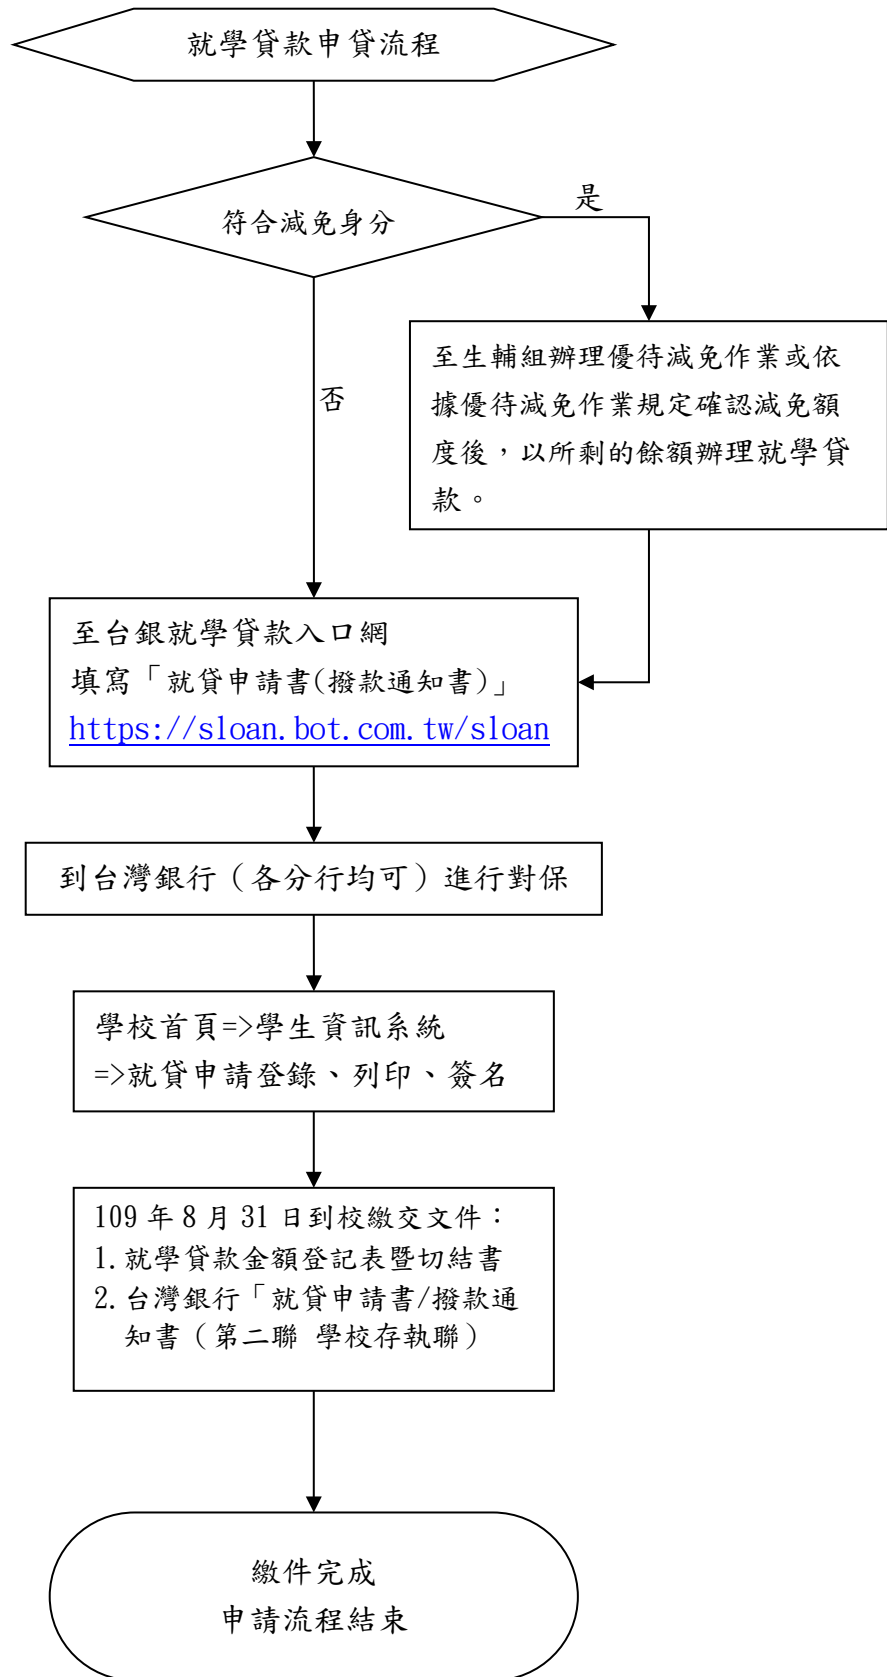 就學貸款申貸流程
符合減免身分
是
至生輔組辦理優待減免作業或依
據優待減免作業規定確認減免額
度後，以所剩的餘額辦理就學貸
款。
否
至台銀就學貸款入口網
填寫「就貸申請書(撥款通知書)」
https://sloan.bot.com.tw/sloan
到台灣銀行（各分行均可）進行對保
學校首頁=>學生資訊系統
=>就貸申請登錄、列印、簽名
109 年 8 月 31 日到校繳交文件：
1.就學貸款金額登記表暨切結書
2.台灣銀行「就貸申請書/撥款通
知書（第二聯 學校存執聯）
繳件完成
申請流程結束